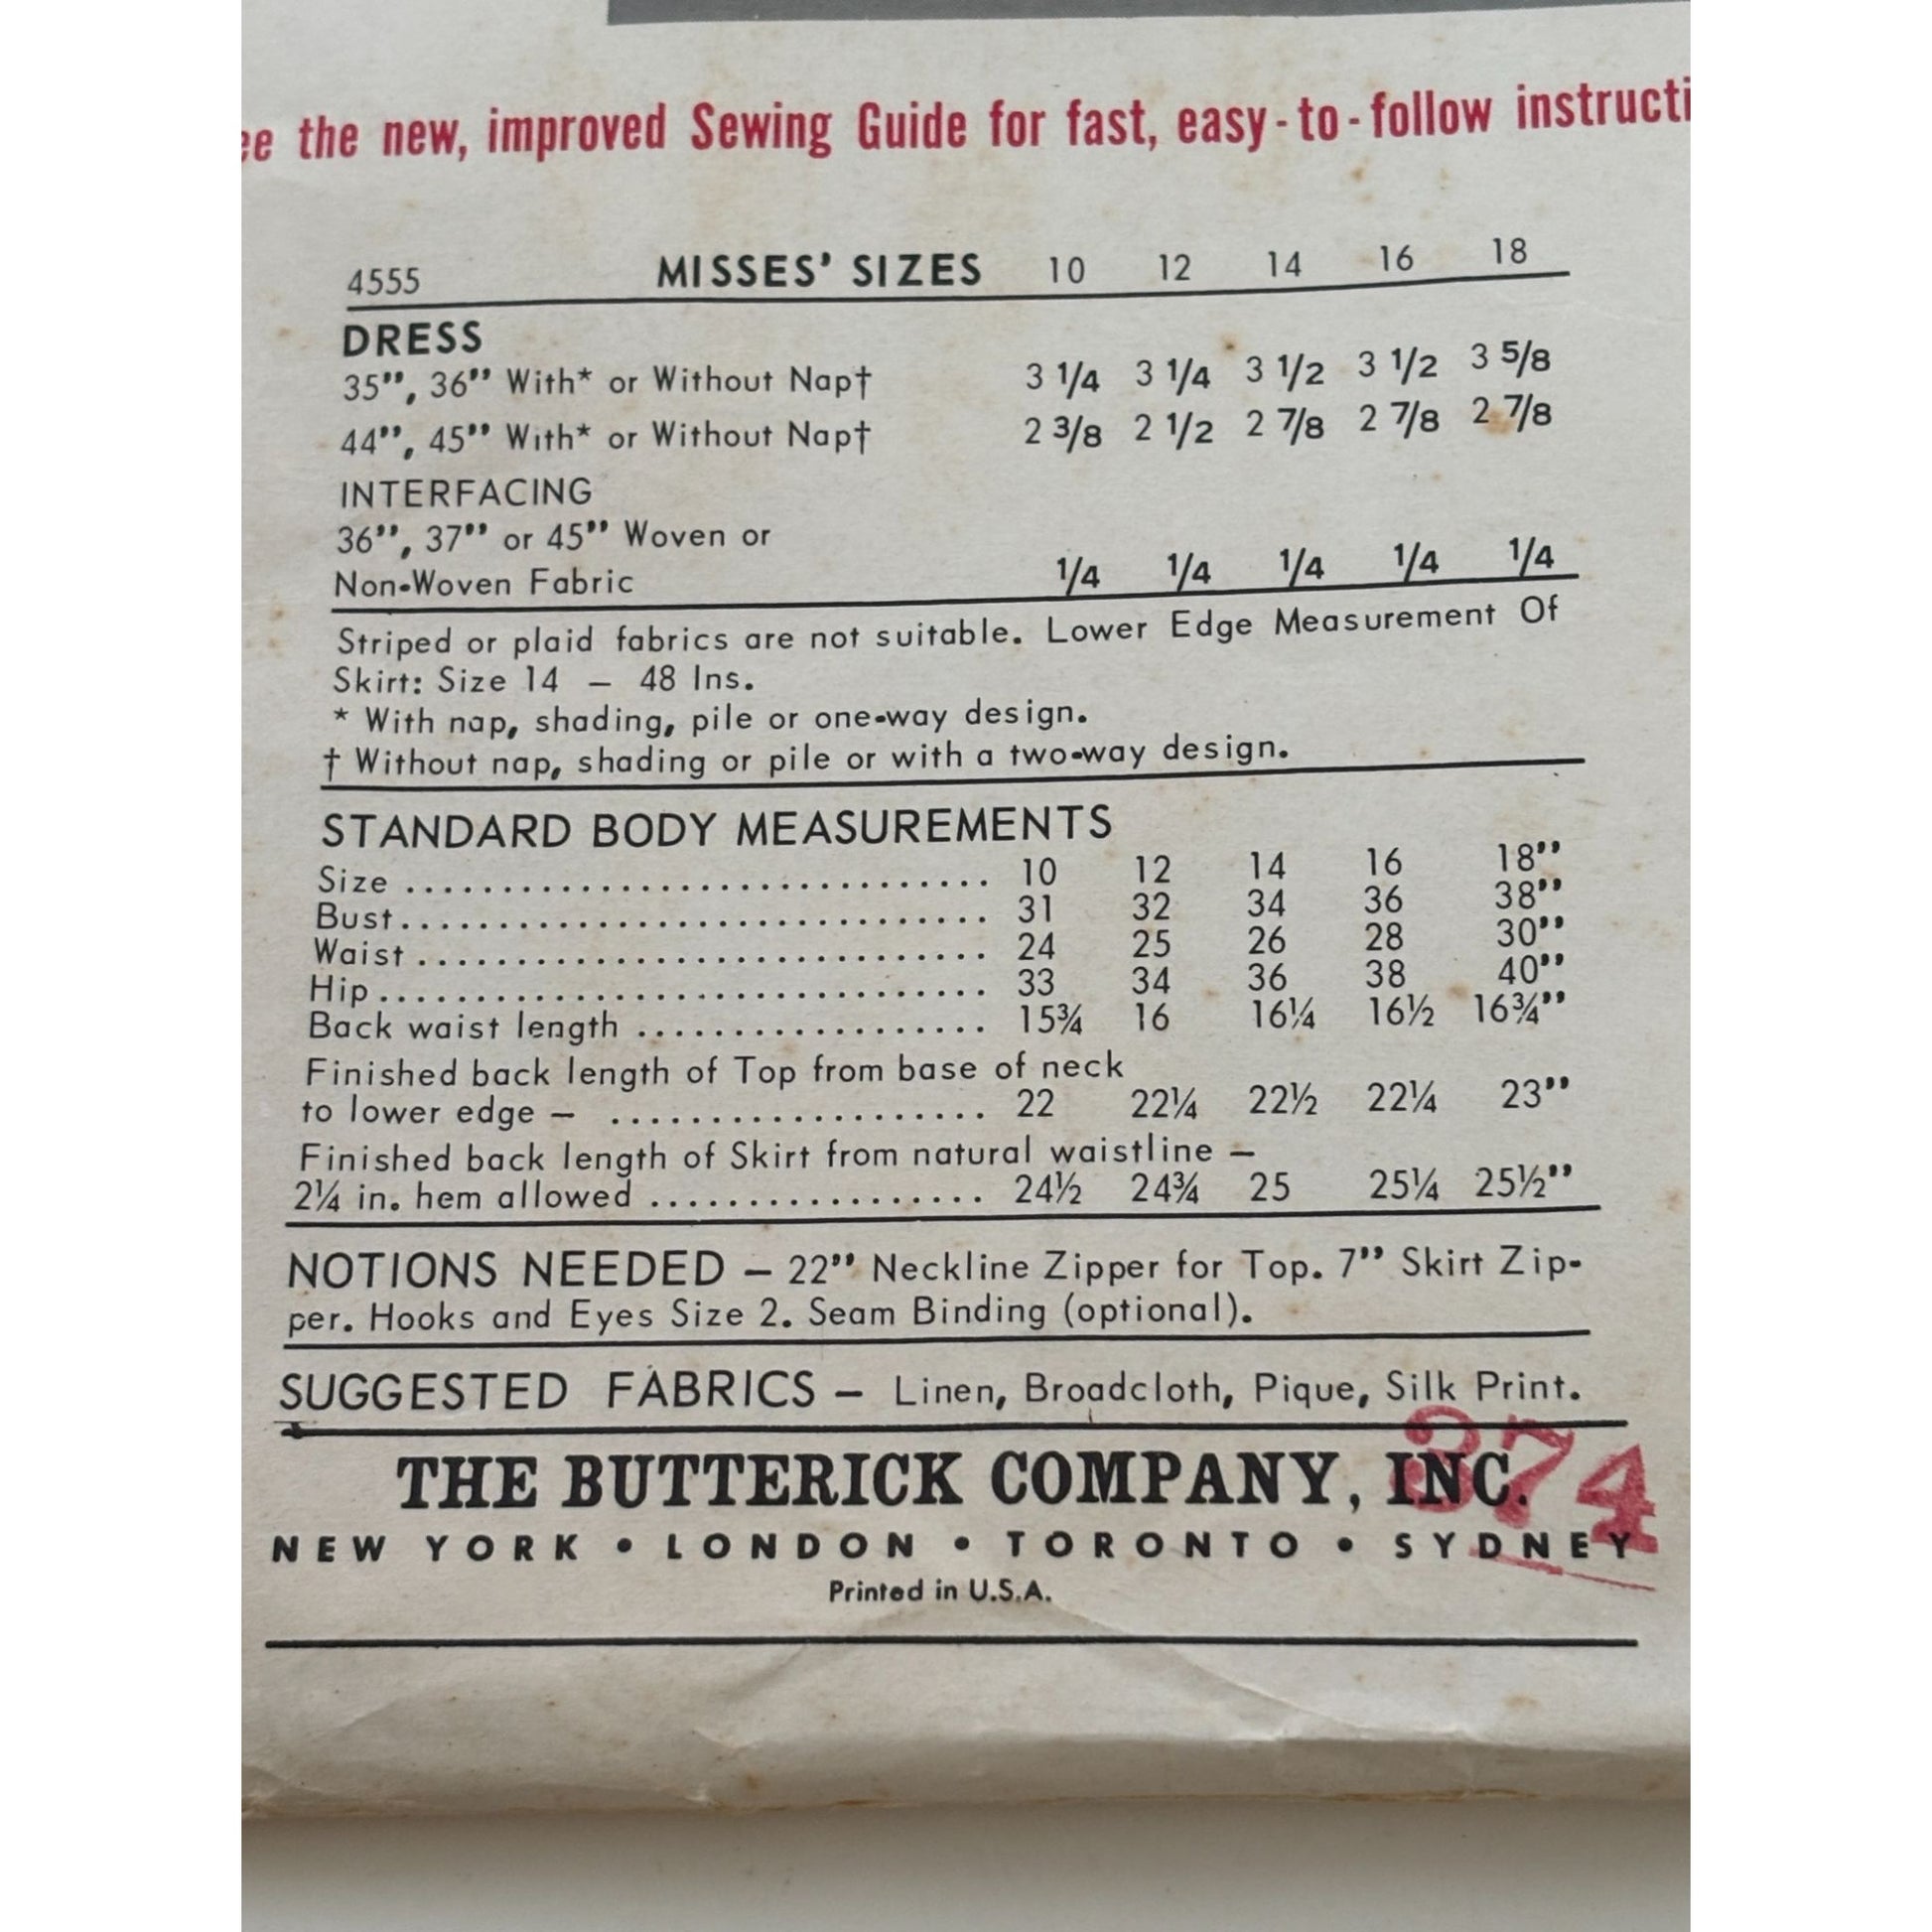 the new, improved Sewing Guide for fast, easy-to-follow
4555 MISSES' SIZES 10 12 14 16 18
DRESS
35", 36" With* or Without Nap† 3 1/4 3 1/4 3 1/2 3 1/2 3 5/8
44", 45" With* or Without Nap† 2 3/8 2 1/2 2 7/8 2 7/8 2 7/8
INTERFACING
36", 37" or 45" Woven or
Non-Woven Fabric 1/4 1/4 1/4 1/4 1/4
Striped or plaid fabrics are not suitable. Lower Edge Measurement Of
Skirt: Size 14 — 48 Ins.
* With nap, shading, pile or one-way design.
† Without nap, shading or pile or with a two-way design.
STANDARD BODY MEASUREMENTS
Size .............................. 10 12 14 16 18"
Bust.............................. 31 32 34 36 38"
Waist ............................. 24 25 26 28 30"
Hip............................... 33 34 36 38 40"
Back waist length .................. 15¾ 16 16¼ 16½ 16¾"
Finished back length of Top from base of neck
to lower edge — .................... 22 22¼ 22½ 22¼ 23"
Finished back length of Skirt from natural waistline —
2¼ in. hem allowed .................. 24½ 24¾ 25 25¼ 25½"
NOTIONS NEEDED — 22" Neckline Zipper for Top. 7" Skirt Zip-
per. Hooks and Eyes Size 2. Seam Binding (optional).
SUGGESTED FABRICS — Linen, Broadcloth, Pique, Silk Print.
374
THE BUTTERICK COMPANY, INC.
NEW YORK • LONDON • TORONTO • SYDNEY
Printed in U.S.A.